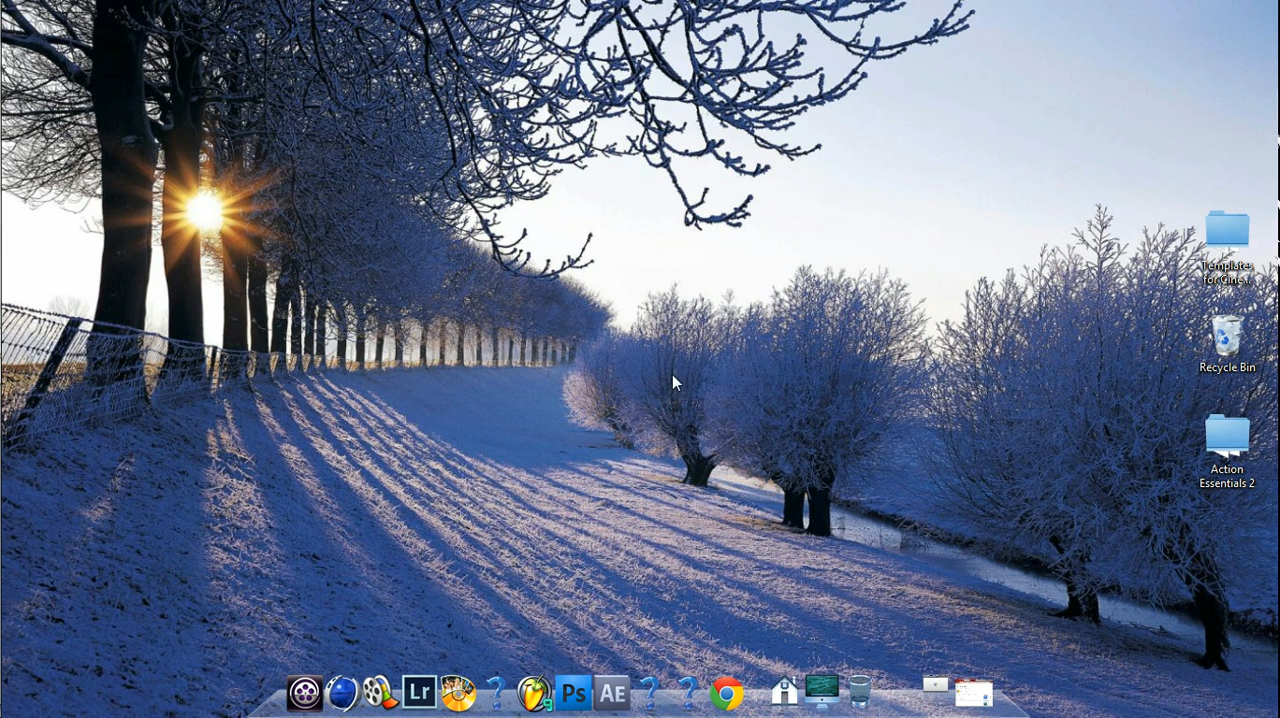 Templates
for Cine...
Recycle Bin
Action
Essentials 2
Lr
Ps
AE